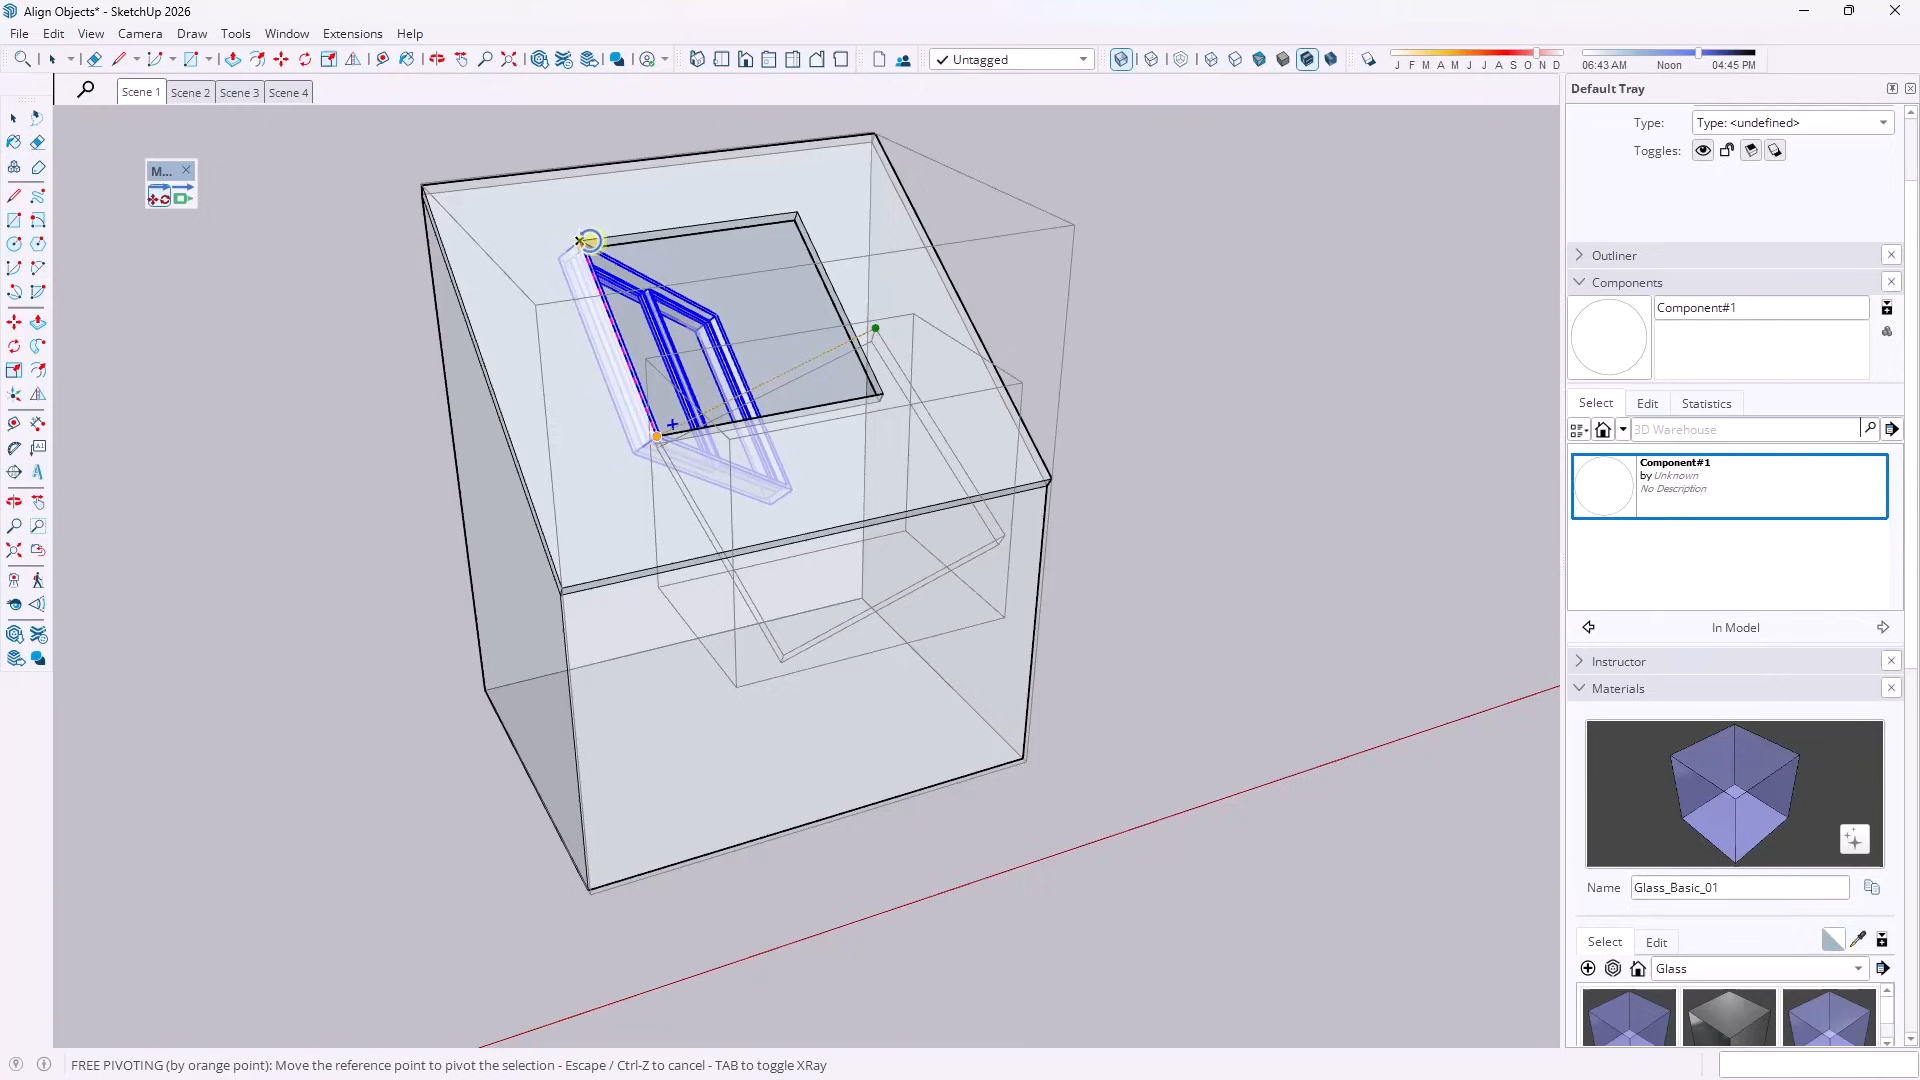 Align Objects* - SketchUp 2026
File Edit View Camera Draw Tools Window Extensions Help
Untagged
J F M A M J J A S O N D
06:43 AM Noon 04:45 PM
Scene 1 Scene 2 Scene 3 Scene 4
Default Tray
Type: Type: <undefined>
Toggles:
M...
Outliner
Components
Component#1
Select Edit Statistics
3D Warehouse
Component#1
by Unknown
No Description
In Model
Instructor
Materials
Name Glass_Basic_01
Select Edit
Glass
FREE PIVOTING (by orange point): Move the reference point to pivot the selection - Escape / Ctrl-Z to cancel - TAB to toggle XRay